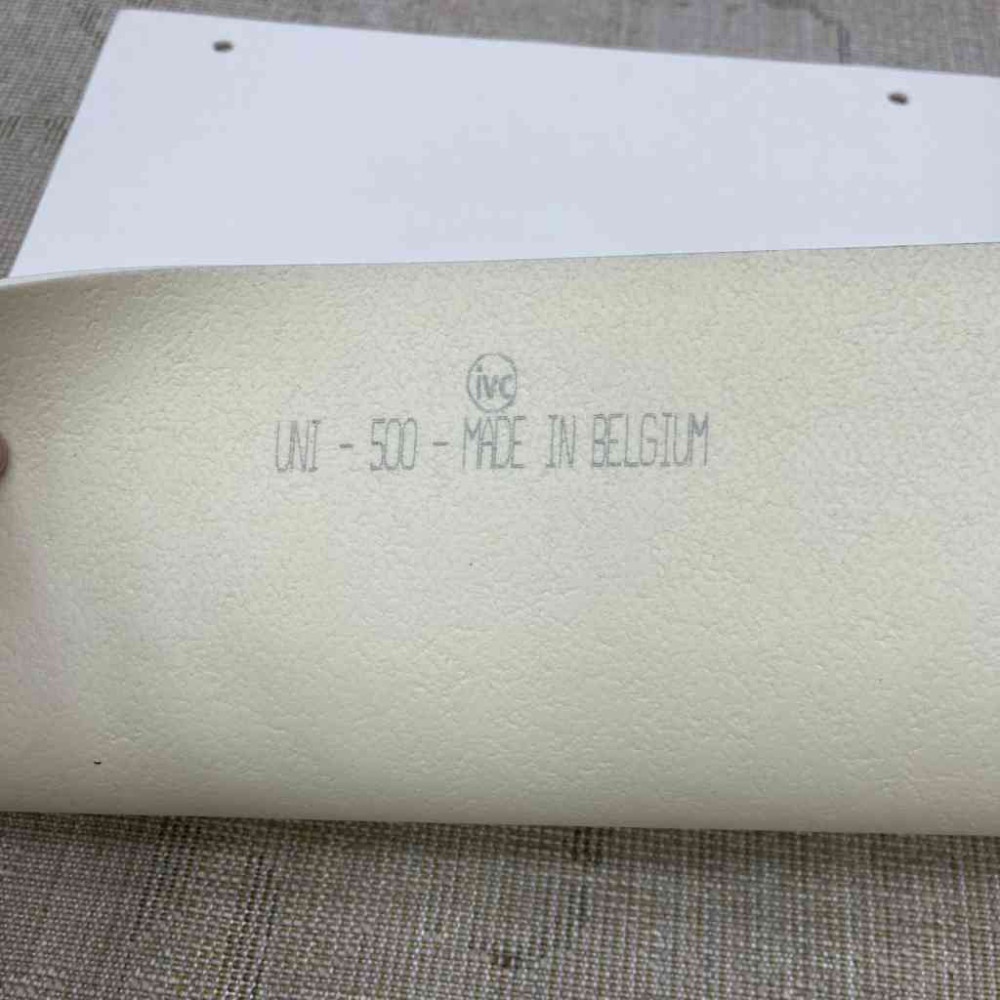 ivc
UNI - 500 - MADE IN BELGIUM